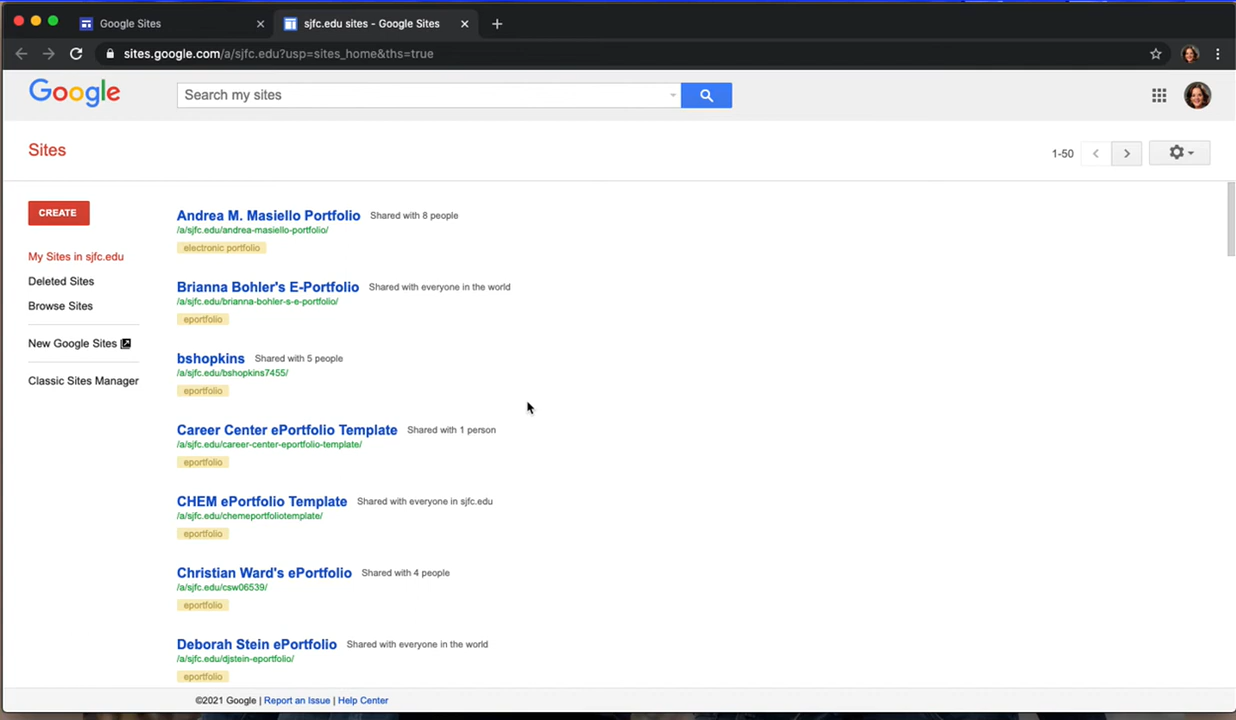 Google Sites
sjfc.edu sites - Google Sites
sites.google.com/a/sjfc.edu?usp=sites_home&ths=true
Google
Search my sites
Sites
1-50
CREATE
My Sites in sjfc.edu
Deleted Sites
Browse Sites
New Google Sites
Classic Sites Manager
Andrea M. Masiello Portfolio Shared with 8 people
/a/sjfc.edu/andrea-masiello-portfolio/
electronic portfolio
Brianna Bohler's E-Portfolio Shared with everyone in the world
/a/sjfc.edu/brianna-bohler-s-e-portfolio/
eportfolio
bshopkins Shared with 5 people
/a/sjfc.edu/bshopkins7455/
eportfolio
Career Center ePortfolio Template Shared with 1 person
/a/sjfc.edu/career-center-eportfolio-template/
eportfolio
CHEM ePortfolio Template Shared with everyone in sjfc.edu
/a/sjfc.edu/chemeportfoliotemplate/
eportfolio
Christian Ward's ePortfolio Shared with 4 people
/a/sjfc.edu/csw06539/
eportfolio
Deborah Stein ePortfolio Shared with everyone in the world
/a/sjfc.edu/djstein-eportfolio/
eportfolio
©2021 Google | Report an Issue | Help Center